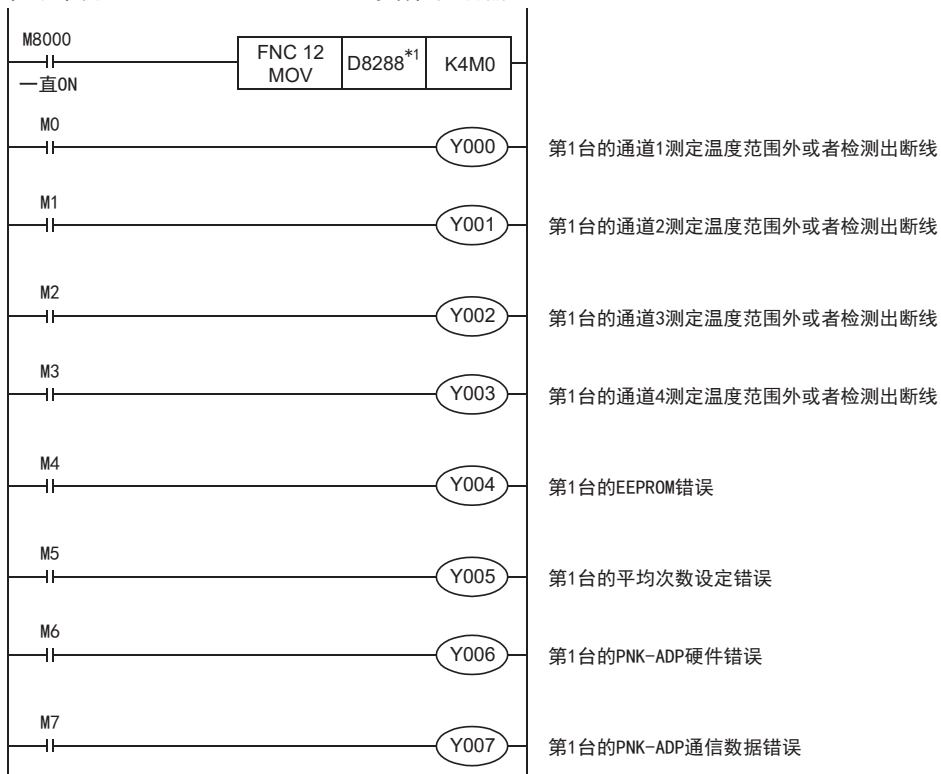 M8000
FNC 12
MOV
D8288*1
K4M0
一直ON
M0
Y000
第1台的通道1测定温度范围外或者检测出断线
M1
Y001
第1台的通道2测定温度范围外或者检测出断线
M2
Y002
第1台的通道3测定温度范围外或者检测出断线
M3
Y003
第1台的通道4测定温度范围外或者检测出断线
M4
Y004
第1台的EEPROM错误
M5
Y005
第1台的平均次数设定错误
M6
Y006
第1台的PNK-ADP硬件错误
M7
Y007
第1台的PNK-ADP通信数据错误